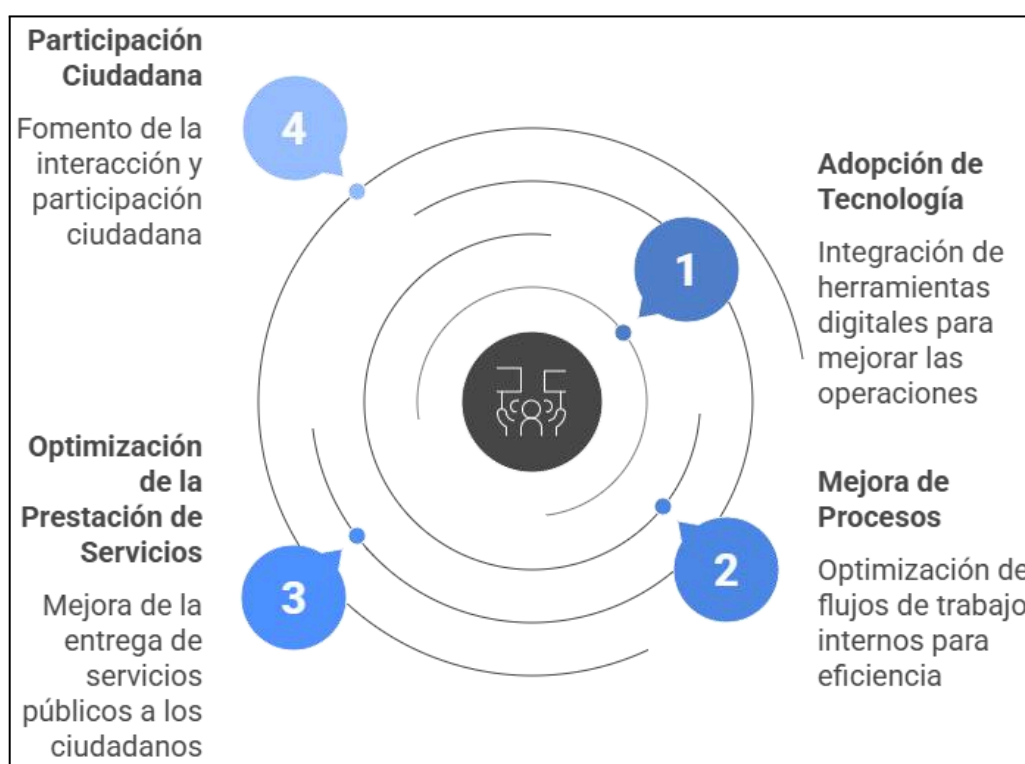 Participación
Ciudadana
Fomento de la
interacción y
participación
ciudadana
4
Adopción de
Tecnología
Integración de
herramientas
digitales para
mejorar las
operaciones
1
Mejora de
Procesos
Optimización de
flujos de trabajo
internos para
eficiencia
2
Optimización
de la
Prestación de
Servicios
Mejora de la
entrega de
servicios
públicos a los
ciudadanos
3